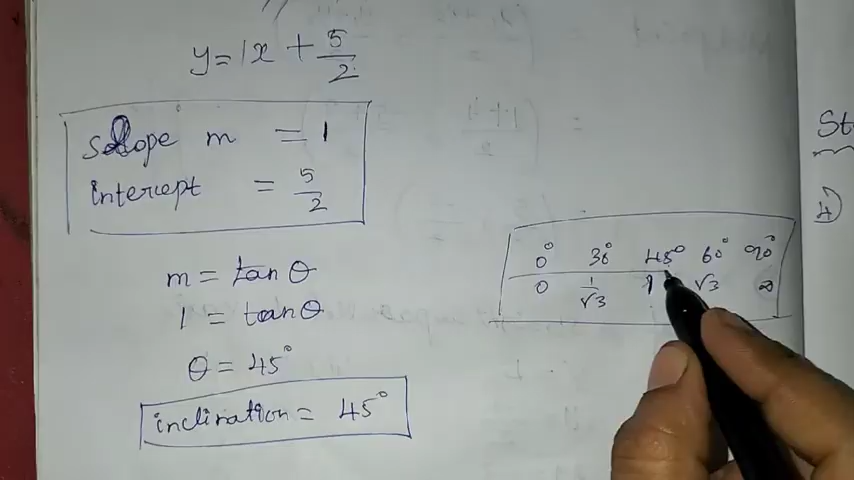 y = 1x + 5/2
Slope m = 1
intercept = 5/2
m = tan θ
1 = tan θ
θ = 45°
inclination = 45°
0° 30° 45° 60° 90°
0 1/√3 1 √3 ∞
St
4)